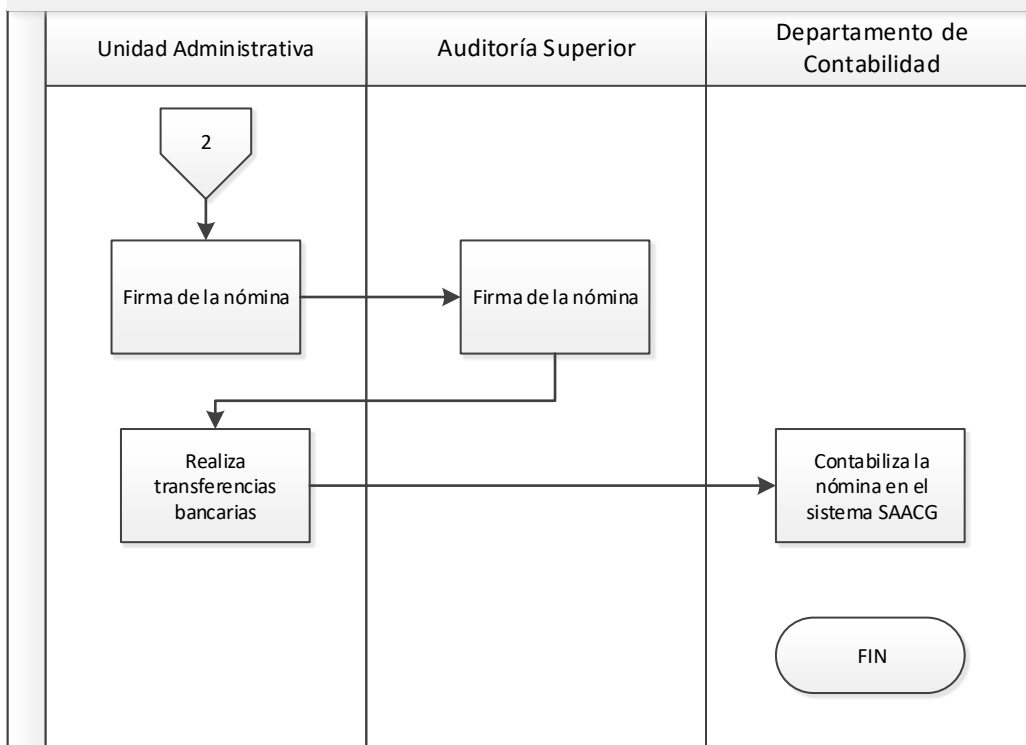 Unidad Administrativa
Auditoría Superior
Departamento de
Contabilidad
2
Firma de la nómina
Firma de la nómina
Realiza
transferencias
bancarias
Contabiliza la
nómina en el
sistema SAACG
FIN